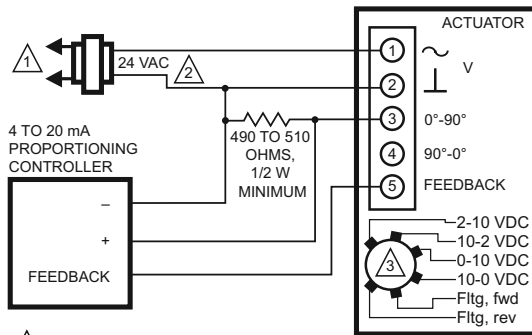 ACTUATOR
1
24 VAC
2
1
V
2
4 TO 20 mA
PROPORTIONING
CONTROLLER
490 TO 510
OHMS,
1/2 W
MINIMUM
3
0°-90°
4
90°-0°
5
FEEDBACK
–
+
FEEDBACK
3
2-10 VDC
10-2 VDC
0-10 VDC
10-0 VDC
Fltg, fwd
Fltg, rev